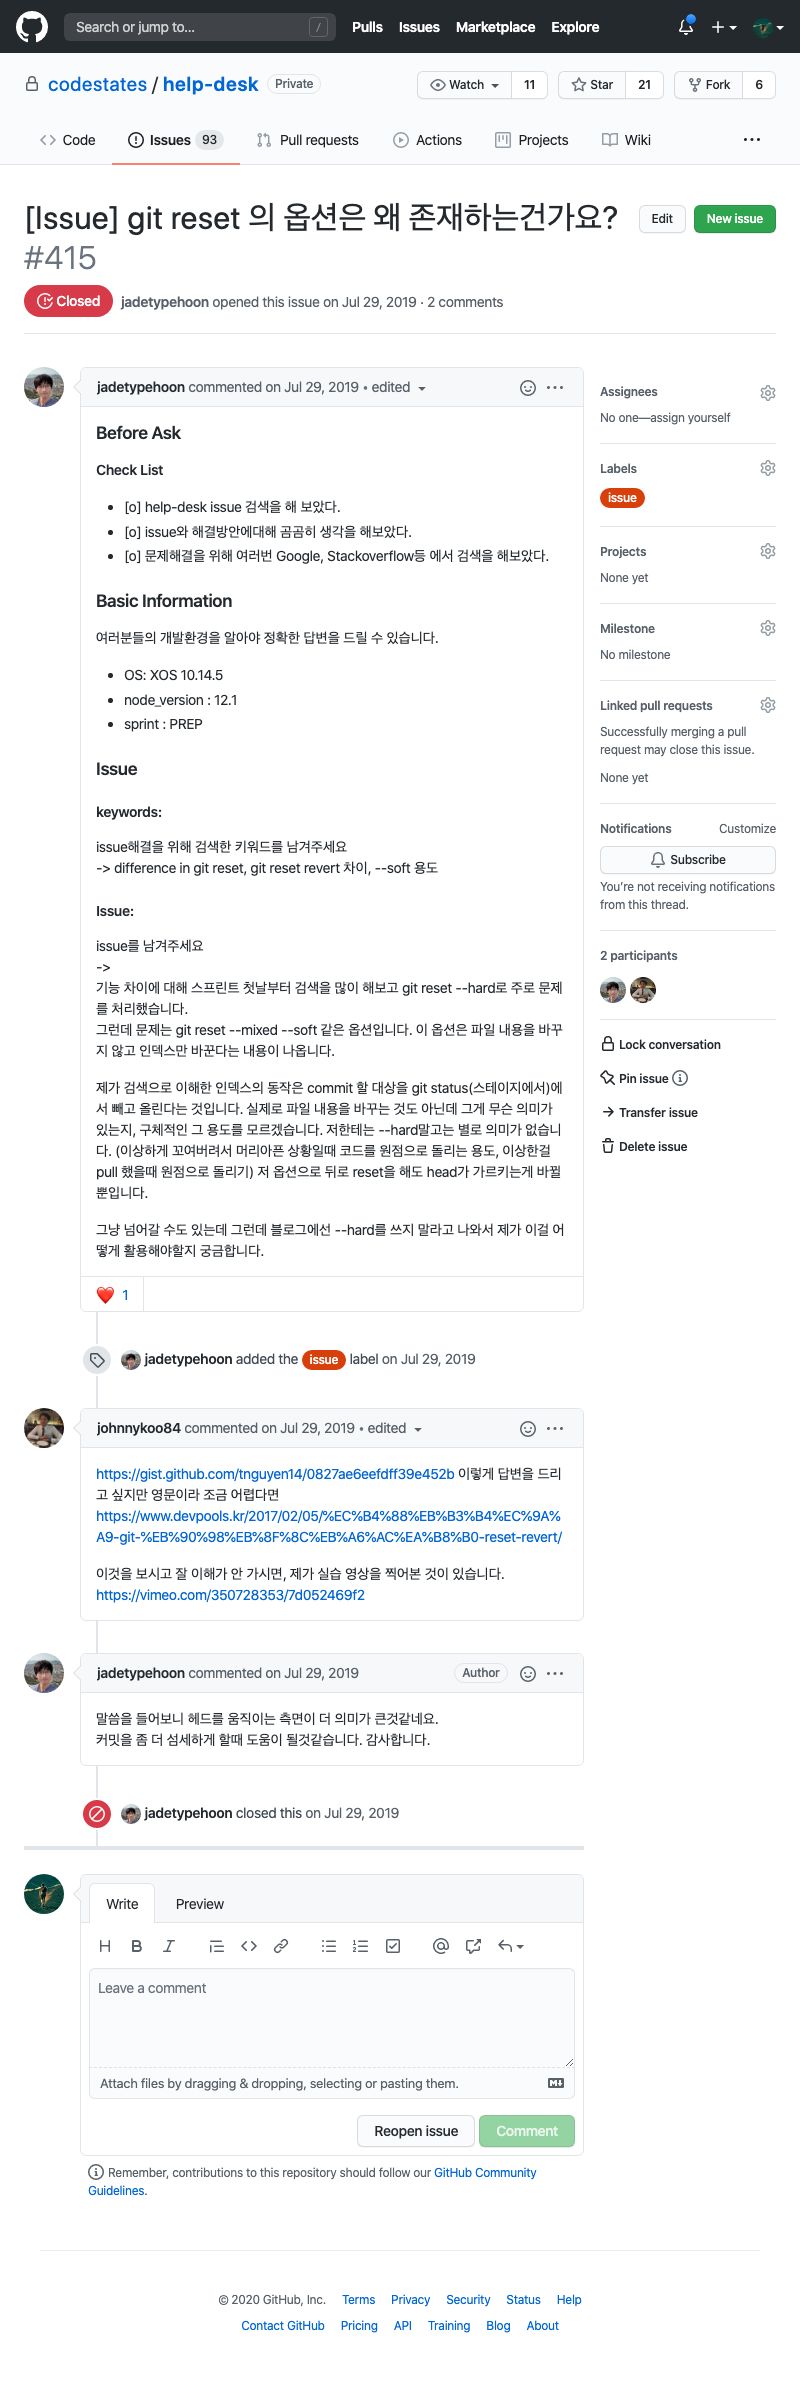 Search or jump to... /
Pulls Issues Marketplace Explore
codestates / help-desk Private
Watch 11 Star 21 Fork 6
Code Issues 93 Pull requests Actions Projects Wiki ...
[Issue] git reset 의 옵션은 왜 존재하는건가요?
#415
Edit New issue
Closed jadetypehoon opened this issue on Jul 29, 2019 · 2 comments
jadetypehoon commented on Jul 29, 2019 • edited
Before Ask
Check List
• [o] help-desk issue 검색을 해 보았다.
• [o] issue와 해결방안에대해 곰곰히 생각을 해보았다.
• [o] 문제해결을 위해 여러번 Google, Stackoverflow등 에서 검색을 해보았다.
Basic Information
여러분들의 개발환경을 알아야 정확한 답변을 드릴 수 있습니다.
• OS: XOS 10.14.5
• node_version : 12.1
• sprint : PREP
Issue
keywords:
issue해결을 위해 검색한 키워드를 남겨주세요
-> difference in git reset, git reset revert 차이, --soft 용도
Issue:
issue를 남겨주세요
->
기능 차이에 대해 스프린트 첫날부터 검색을 많이 해보고 git reset --hard로 주로 문제
를 처리했습니다.
그런데 문제는 git reset --mixed --soft 같은 옵션입니다. 이 옵션은 파일 내용을 바꾸
지 않고 인덱스만 바꾼다는 내용이 나옵니다.
제가 검색으로 이해한 인덱스의 동작은 commit 할 대상을 git status(스테이지에서)에
서 빼고 올린다는 것입니다. 실제로 파일 내용을 바꾸는 것도 아닌데 그게 무슨 의미가
있는지, 구체적인 그 용도를 모르겠습니다. 저한테는 --hard말고는 별로 의미가 없습니
다. (이상하게 꼬여버려서 머리아픈 상황일때 코드를 원점으로 돌리는 용도, 이상한걸
pull 했을때 원점으로 돌리기) 저 옵션으로 뒤로 reset을 해도 head가 가르키는게 바뀔
뿐입니다.
그냥 넘어갈 수도 있는데 그런데 블로그에선 --hard를 쓰지 말라고 나와서 제가 이걸 어
떻게 활용해야할지 궁금합니다.
❤️ 1
jadetypehoon added the issue label on Jul 29, 2019
johnnykoo84 commented on Jul 29, 2019 • edited
https://gist.github.com/tnguyen14/0827ae6eefdff39e452b 이렇게 답변을 드리
고 싶지만 영문이라 조금 어렵다면
https://www.devpools.kr/2017/02/05/%EC%B4%88%EB%B3%B4%EC%9A%
A9-git-%EB%90%98%EB%8F%8C%EB%A6%AC%EA%B8%B0-reset-revert/
이것을 보시고 잘 이해가 안 가시면, 제가 실습 영상을 찍어본 것이 있습니다.
https://vimeo.com/350728353/7d052469f2
jadetypehoon commented on Jul 29, 2019 Author
말씀을 들어보니 헤드를 움직이는 측면이 더 의미가 큰것같네요.
커밋을 좀 더 섬세하게 할때 도움이 될것같습니다. 감사합니다.
jadetypehoon closed this on Jul 29, 2019
Write Preview
H B I @
Leave a comment
Attach files by dragging & dropping, selecting or pasting them.
Reopen issue Comment
Remember, contributions to this repository should follow our GitHub Community
Guidelines.
Assignees
No one—assign yourself
Labels
issue
Projects
None yet
Milestone
No milestone
Linked pull requests
Successfully merging a pull
request may close this issue.
None yet
Notifications Customize
Subscribe
You're not receiving notifications
from this thread.
2 participants
Lock conversation
Pin issue
Transfer issue
Delete issue
© 2020 GitHub, Inc. Terms Privacy Security Status Help
Contact GitHub Pricing API Training Blog About